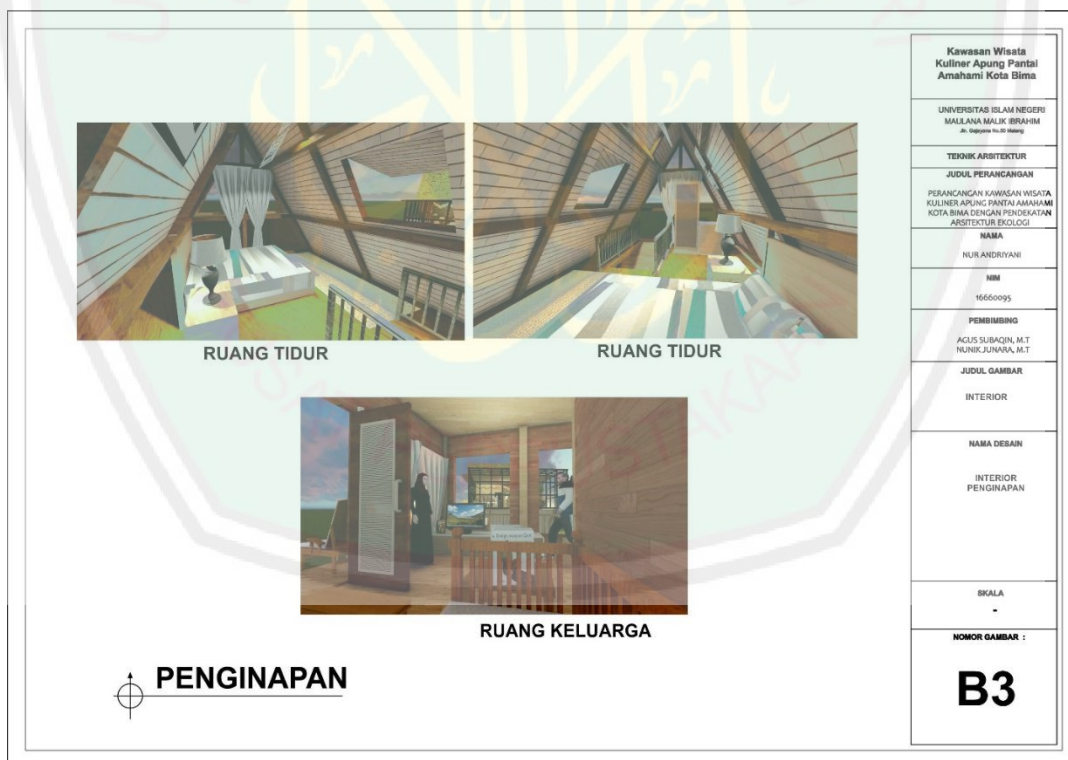 RUANG TIDUR
RUANG TIDUR
RUANG KELUARGA
PENGINAPAN
Kawasan Wisata
Kuliner Apung Pantai
Amahami Kota Bima
UNIVERSITAS ISLAM NEGERI
MAULANA MALIK IBRAHIM
Jln. Gajayana No.50 Malang
TEKNIK ARSITEKTUR
JUDUL PERANCANGAN
PERANCANGAN KAWASAN WISATA
KULINER APUNG PANTAI AMAHAMI
KOTA BIMA DENGAN PENDEKATAN
ARSITEKTUR EKOLOGI
NAMA
NUR ANDRIYANI
NIM
16660095
PEMBIMBING
AGUS SUBAQIN, M.T
NUNIK JUNARA, M.T
JUDUL GAMBAR
INTERIOR
NAMA DESAIN
INTERIOR
PENGINAPAN
SKALA
-
NOMOR GAMBAR :
B3